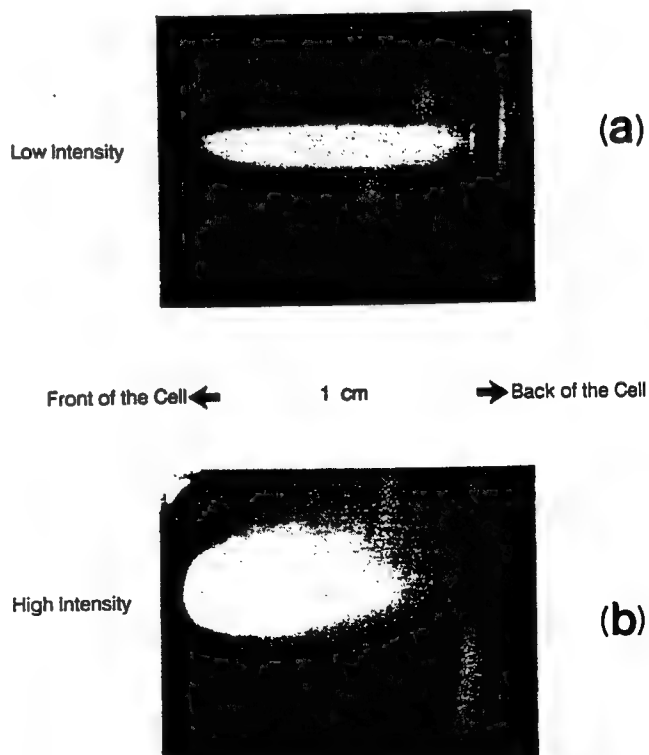 Low Intensity
(a)
Front of the Cell
1 cm
Back of the Cell
High Intensity
(b)